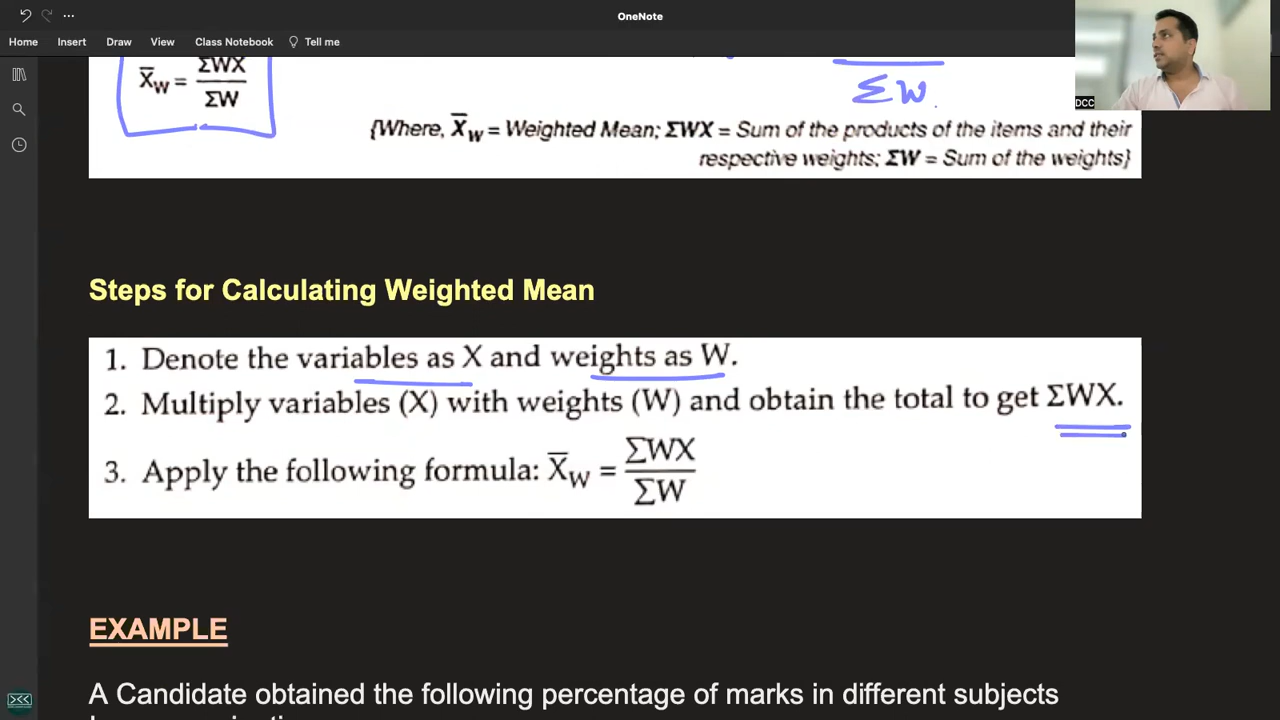 OneNote
Home Insert Draw View Class Notebook Tell me
X̄w = ΣWX / ΣW
ΣW
{Where, X̄w = Weighted Mean; ΣWX = Sum of the products of the items and their
respective weights; ΣW = Sum of the weights}
DCC
Steps for Calculating Weighted Mean
1. Denote the variables as X and weights as W.
2. Multiply variables (X) with weights (W) and obtain the total to get ΣWX.
3. Apply the following formula: X̄w = ΣWX / ΣW
EXAMPLE
A Candidate obtained the following percentage of marks in different subjects